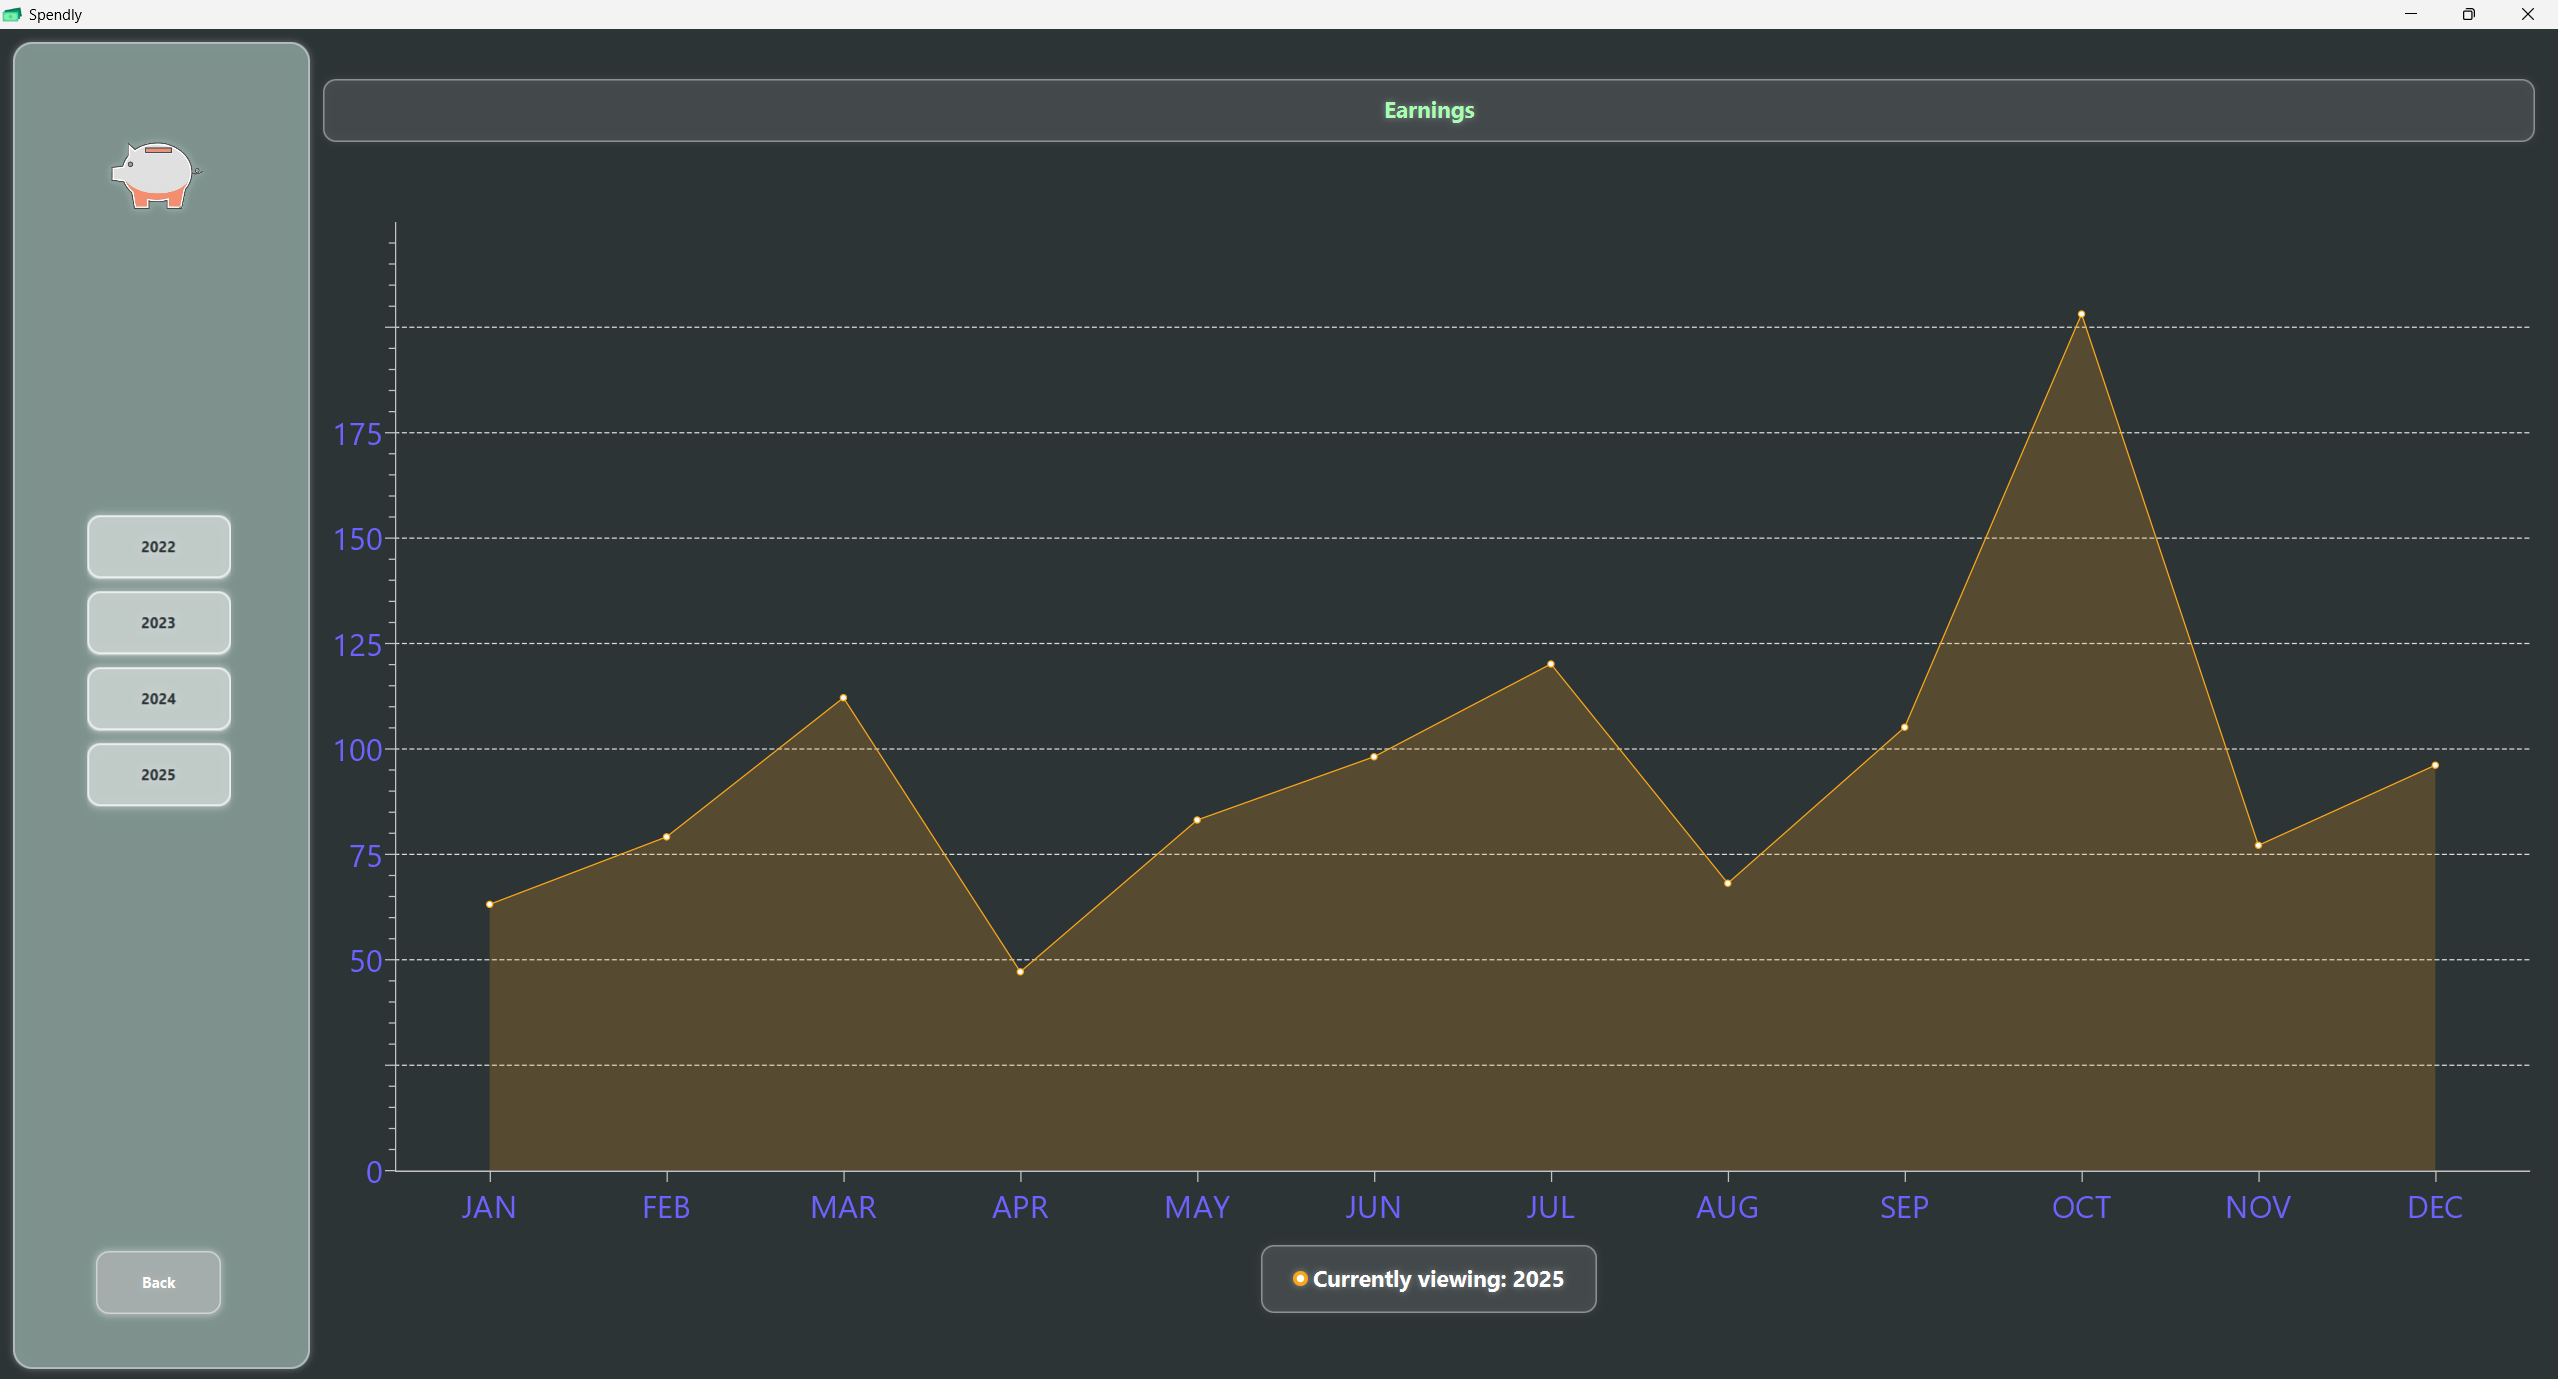 Spendly
Earnings
2022
2023
2024
2025
Back
175
150
125
100
75
50
0
JAN FEB MAR APR MAY JUN JUL AUG SEP OCT NOV DEC
Currently viewing: 2025